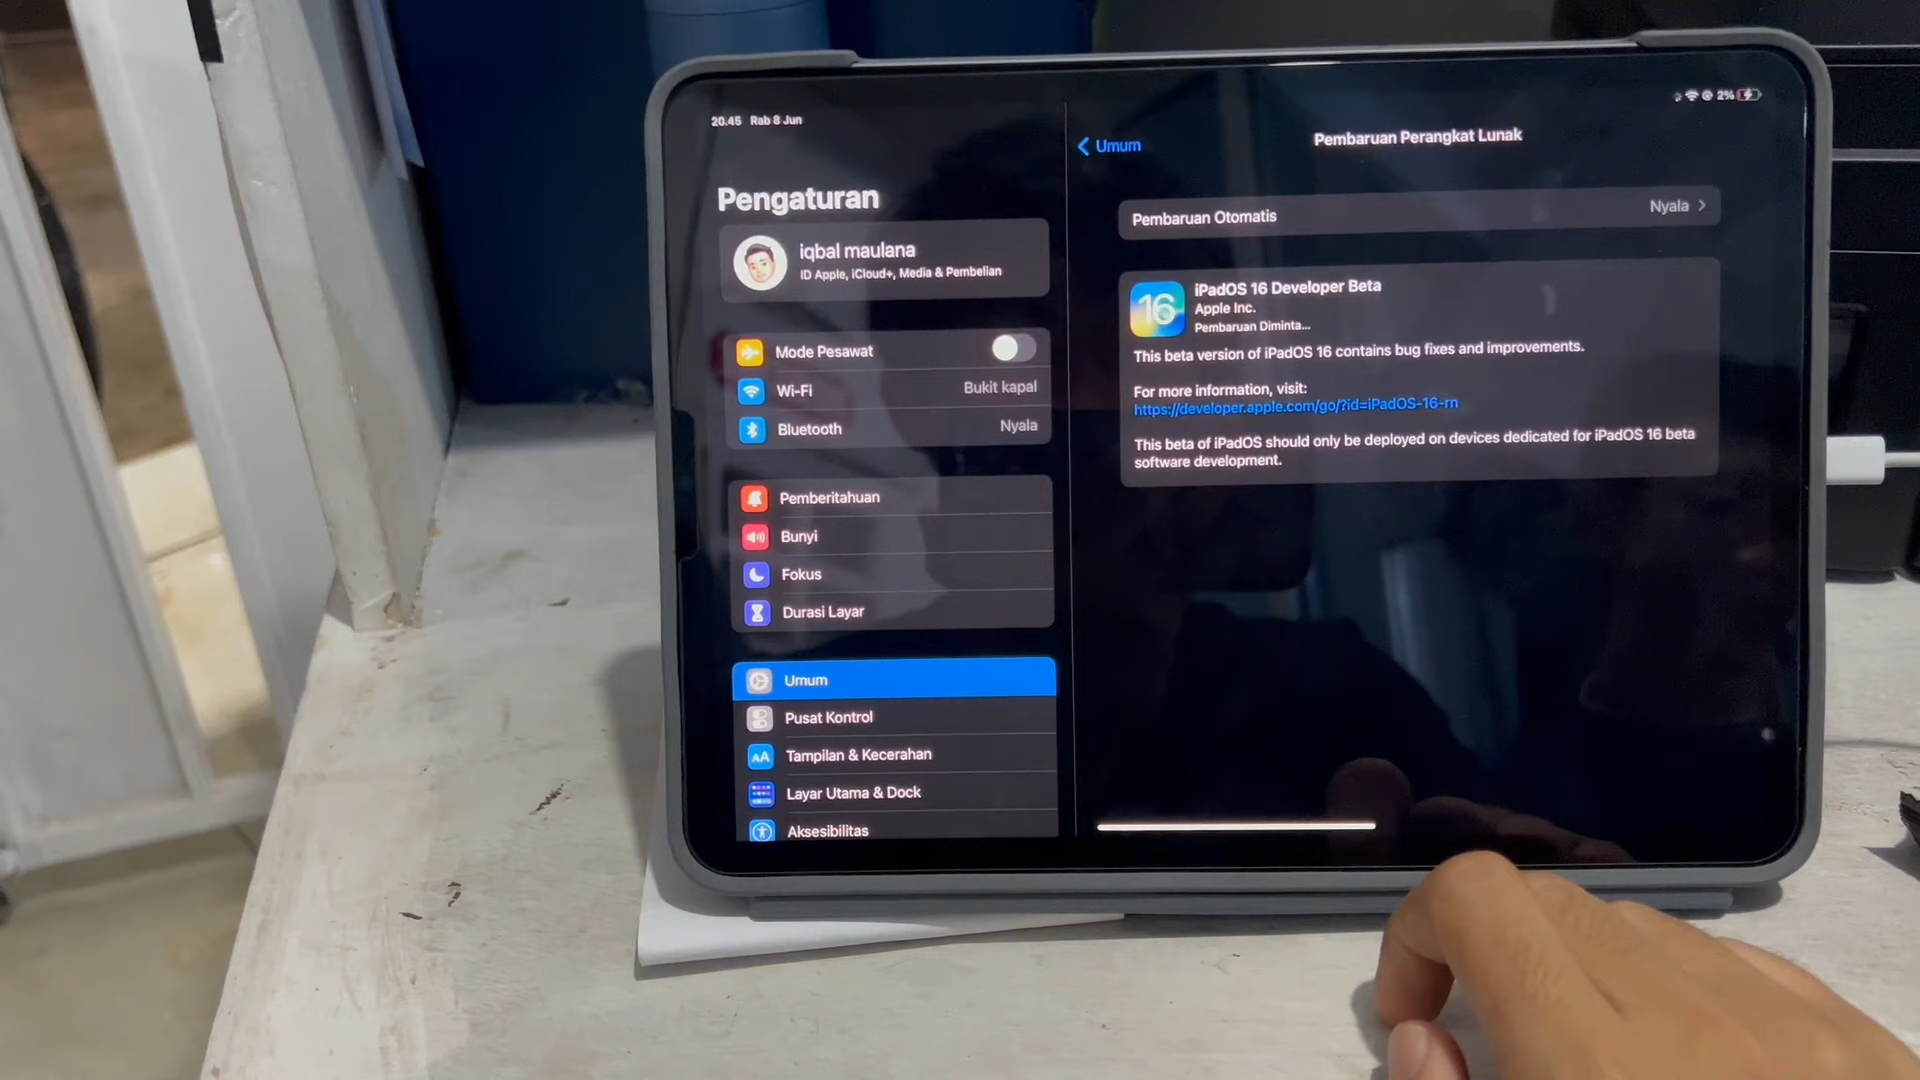 20.45 Rab 8 Jun
2%
Pengaturan
iqbal maulana
ID Apple, iCloud+, Media & Pembelian
Mode Pesawat
Wi-Fi Bukit kapal
Bluetooth Nyala
Pemberitahuan
Bunyi
Fokus
Durasi Layar
Umum
Pusat Kontrol
AA Tampilan & Kecerahan
Layar Utama & Dock
Aksesibilitas
Umum
Pembaruan Perangkat Lunak
Pembaruan Otomatis Nyala
16
iPadOS 16 Developer Beta
Apple Inc.
Pembaruan Diminta...
This beta version of iPadOS 16 contains bug fixes and improvements.
For more information, visit:
https://developer.apple.com/go/?id=iPadOS-16-rn
This beta of iPadOS should only be deployed on devices dedicated for iPadOS 16 beta
software development.